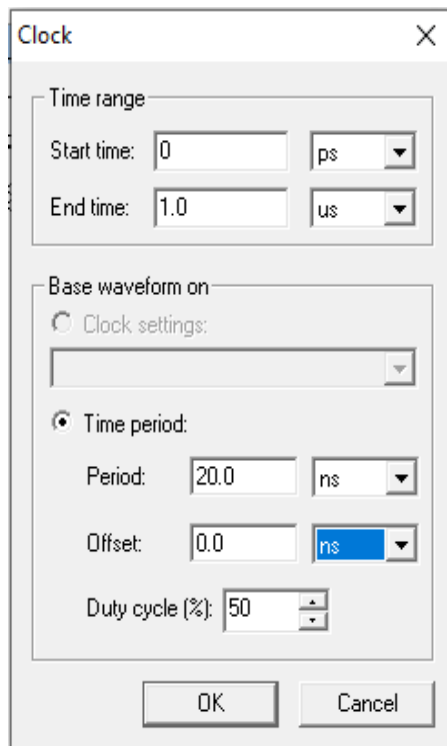 Clock
Time range
Start time: 0 ps
End time: 1.0 us
Base waveform on
Clock settings:
Time period:
Period: 20.0 ns
Offset: 0.0 ns
Duty cycle (%): 50
OK Cancel